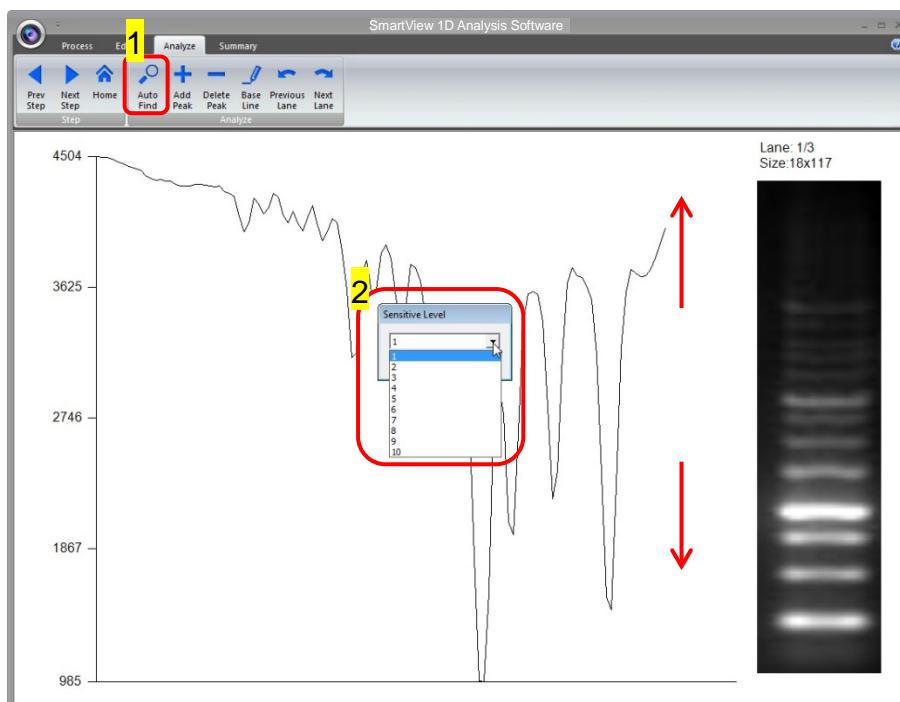 SmartView 1D Analysis Software
1
Process Ed Analyze Summary
Prev Step
Next Step
Home
Auto Find
Add Peak
Delete Peak
Base Line
Previous Lane
Next Lane
Step Analyze
Lane: 1/3
Size:18x117
4504
3625
2746
1867
985
2
Sensitive Level
1
1
2
3
4
5
6
7
8
9
10